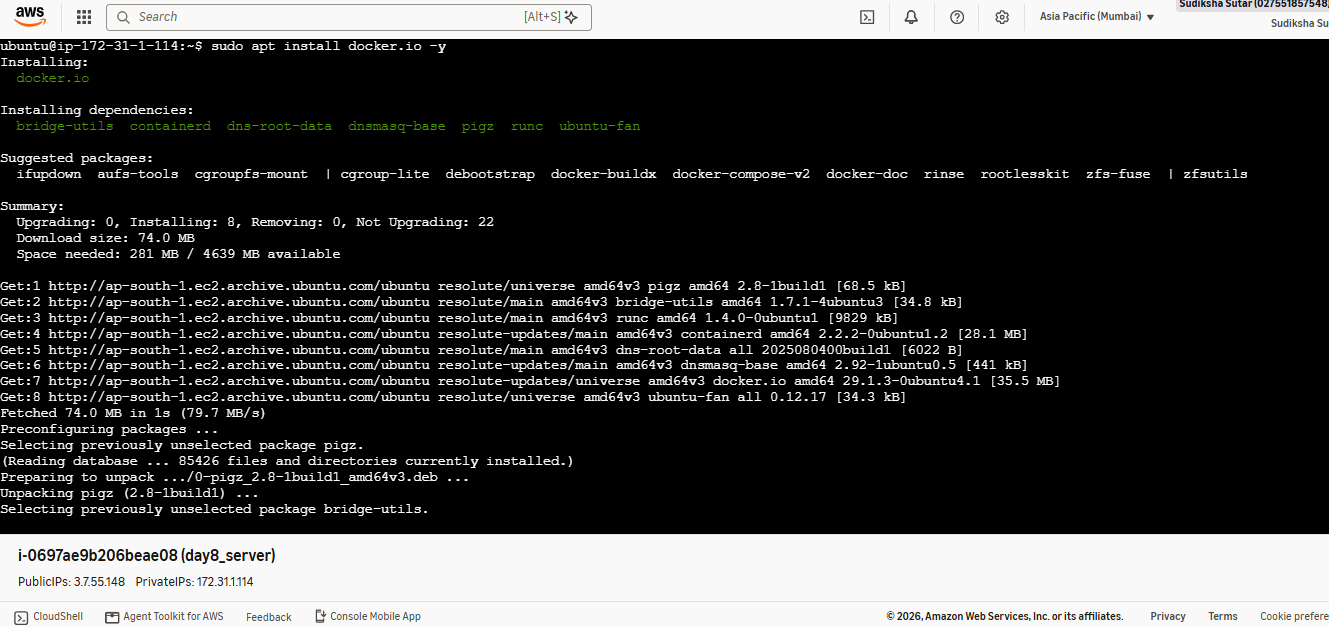 aws
Search
[Alt+S]
Asia Pacific (Mumbai)
Sudiksha Sutar (027551857548)
Sudiksha Su
ubuntu@ip-172-31-1-114:~$ sudo apt install docker.io -y
Installing:
docker.io
Installing dependencies:
bridge-utils containerd dns-root-data dnsmasq-base pigz runc ubuntu-fan
Suggested packages:
ifupdown aufs-tools cgroupfs-mount | cgroup-lite debootstrap docker-buildx docker-compose-v2 docker-doc rinse rootlesskit zfs-fuse | zfsutils
Summary:
Upgrading: 0, Installing: 8, Removing: 0, Not Upgrading: 22
Download size: 74.0 MB
Space needed: 281 MB / 4639 MB available
Get:1 http://ap-south-1.ec2.archive.ubuntu.com/ubuntu resolute/universe amd64v3 pigz amd64 2.8-1build1 [68.5 kB]
Get:2 http://ap-south-1.ec2.archive.ubuntu.com/ubuntu resolute/main amd64v3 bridge-utils amd64 1.7.1-4ubuntu3 [34.8 kB]
Get:3 http://ap-south-1.ec2.archive.ubuntu.com/ubuntu resolute/main amd64v3 runc amd64 1.4.0-0ubuntu1 [9829 kB]
Get:4 http://ap-south-1.ec2.archive.ubuntu.com/ubuntu resolute-updates/main amd64v3 containerd amd64 2.2.2-0ubuntu1.2 [28.1 MB]
Get:5 http://ap-south-1.ec2.archive.ubuntu.com/ubuntu resolute/main amd64v3 dns-root-data all 2025080400build1 [6022 B]
Get:6 http://ap-south-1.ec2.archive.ubuntu.com/ubuntu resolute-updates/main amd64v3 dnsmasq-base amd64 2.92-1ubuntu0.5 [441 kB]
Get:7 http://ap-south-1.ec2.archive.ubuntu.com/ubuntu resolute-updates/universe amd64v3 docker.io amd64 29.1.3-0ubuntu4.1 [35.5 MB]
Get:8 http://ap-south-1.ec2.archive.ubuntu.com/ubuntu resolute/universe amd64v3 ubuntu-fan all 0.12.17 [34.3 kB]
Fetched 74.0 MB in 1s (79.7 MB/s)
Preconfiguring packages ...
Selecting previously unselected package pigz.
(Reading database ... 85426 files and directories currently installed.)
Preparing to unpack .../0-pigz_2.8-1build1_amd64v3.deb ...
Unpacking pigz (2.8-1build1) ...
Selecting previously unselected package bridge-utils.
i-0697ae9b206beae08 (day8_server)
PublicIPs: 3.7.55.148 PrivateIPs: 172.31.1.114
CloudShell Agent Toolkit for AWS Feedback Console Mobile App © 2026, Amazon Web Services, Inc. or its affiliates. Privacy Terms Cookie prefere